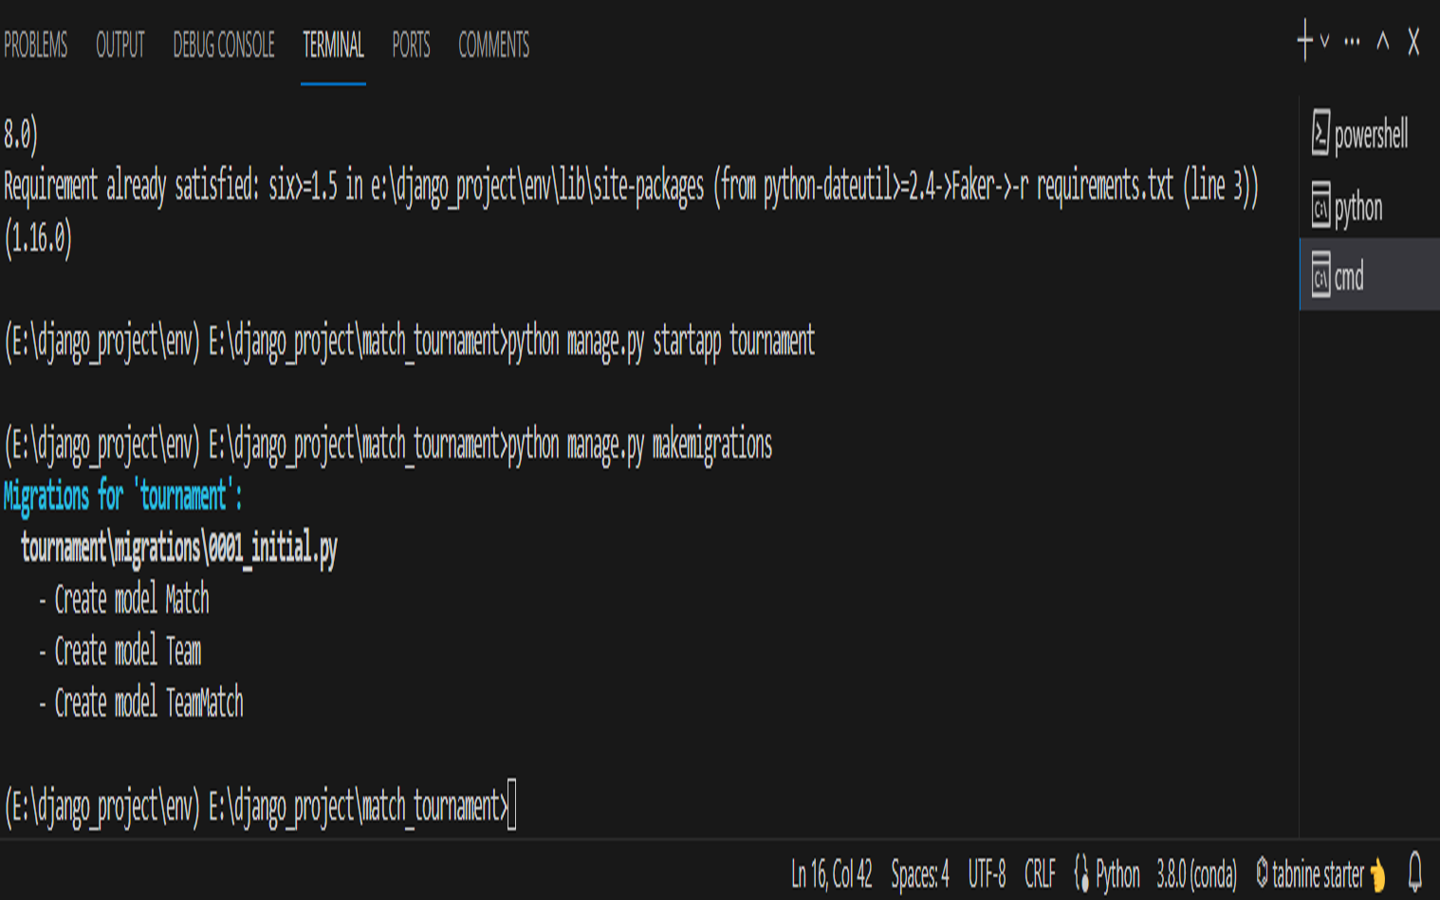 PROBLEMS OUTPUT DEBUG CONSOLE TERMINAL PORTS COMMENTS
8.0)
Requirement already satisfied: six>=1.5 in e:\django_project\env\lib\site-packages (from python-dateutil>=2.4->Faker->-r requirements.txt (line 3))
(1.16.0)
(E:\django_project\env) E:\django_project\match_tournament>python manage.py startapp tournament
(E:\django_project\env) E:\django_project\match_tournament>python manage.py makemigrations
Migrations for 'tournament':
tournament\migrations\0001_initial.py
- Create model Match
- Create model Team
- Create model TeamMatch
(E:\django_project\env) E:\django_project\match_tournament>
powershell
python
cmd
Ln 16, Col 42 Spaces: 4 UTF-8 CRLF Python 3.8.0 (conda) tabnine starter